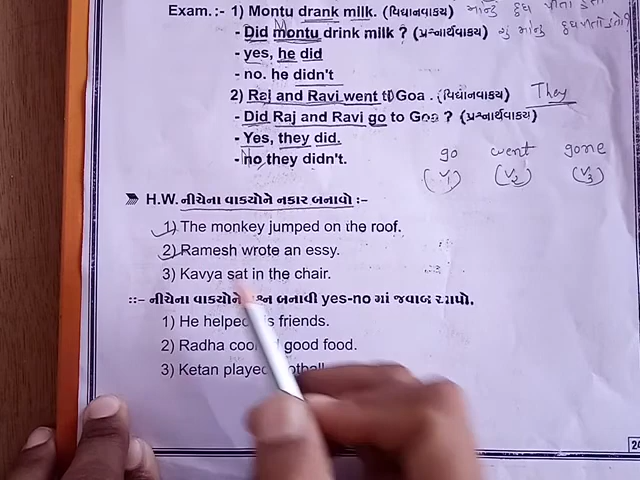 Exam.:- 1) Montu drank milk. (વિધાનવાક્ય)
- Did Montu drink milk ? (પ્રશ્નાર્થવાક્ય)
- yes, he did
- no. he didn't
2) Raj and Ravi went to Goa . (વિધાનવાક્ય) They
- Did Raj and Ravi go to Goa ? (પ્રશ્નાર્થવાક્ય)
- Yes, they did.
- no they didn't.
go went gone
(V1) (V2) (V3)
H.W. નીચેના વાક્યોને નકાર બનાવો :-
1) The monkey jumped on the roof.
2) Ramesh wrote an essy.
3) Kavya sat in the chair.
::- નીચેના વાક્યોને બનાવી yes-no માં જવાબ આપો.
1) He helped friends.
2) Radha good food.
3) Ketan played